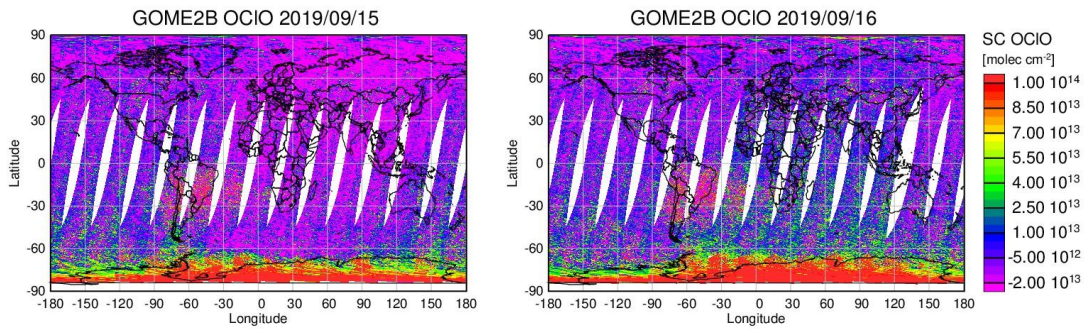 GOME2B OClO 2019/09/15
90
60
30
0
-30
-60
-90
Latitude
-180 -150 -120 -90 -60 -30 0 30 60 90 120 150 180
Longitude
GOME2B OClO 2019/09/16
90
60
30
0
-30
-60
-90
Latitude
-180 -150 -120 -90 -60 -30 0 30 60 90 120 150 180
Longitude
SC OClO
[molec cm-2]
1.00 10¹⁴
8.50 10¹³
7.00 10¹³
5.50 10¹³
4.00 10¹³
2.50 10¹³
1.00 10¹³
-5.00 10¹²
-2.00 10¹³